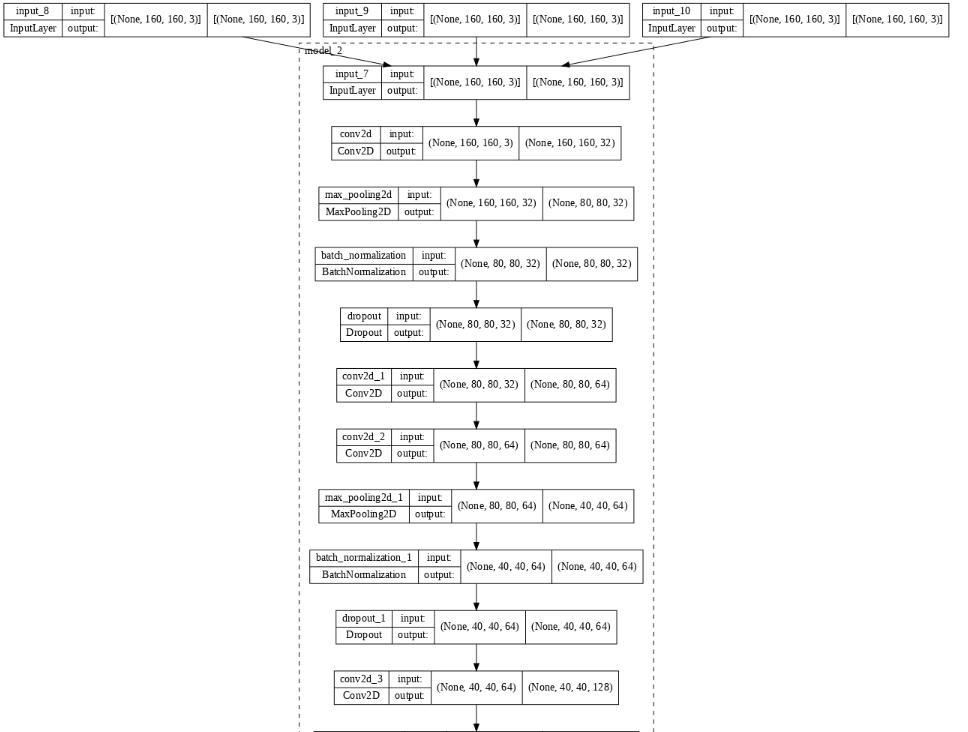 input_8 input: [(None, 160, 160, 3)] [(None, 160, 160, 3)]
InputLayer output:
input_9 input: [(None, 160, 160, 3)] [(None, 160, 160, 3)]
InputLayer output:
input_10 input: [(None, 160, 160, 3)] [(None, 160, 160, 3)]
InputLayer output:
model_2
input_7 input: [(None, 160, 160, 3)] [(None, 160, 160, 3)]
InputLayer output:
conv2d input: (None, 160, 160, 3) (None, 160, 160, 32)
Conv2D output:
max_pooling2d input: (None, 160, 160, 32) (None, 80, 80, 32)
MaxPooling2D output:
batch_normalization input: (None, 80, 80, 32) (None, 80, 80, 32)
BatchNormalization output:
dropout input: (None, 80, 80, 32) (None, 80, 80, 32)
Dropout output:
conv2d_1 input: (None, 80, 80, 32) (None, 80, 80, 64)
Conv2D output:
conv2d_2 input: (None, 80, 80, 64) (None, 80, 80, 64)
Conv2D output:
max_pooling2d_1 input: (None, 80, 80, 64) (None, 40, 40, 64)
MaxPooling2D output:
batch_normalization_1 input: (None, 40, 40, 64) (None, 40, 40, 64)
BatchNormalization output:
dropout_1 input: (None, 40, 40, 64) (None, 40, 40, 64)
Dropout output:
conv2d_3 input: (None, 40, 40, 64) (None, 40, 40, 128)
Conv2D output: